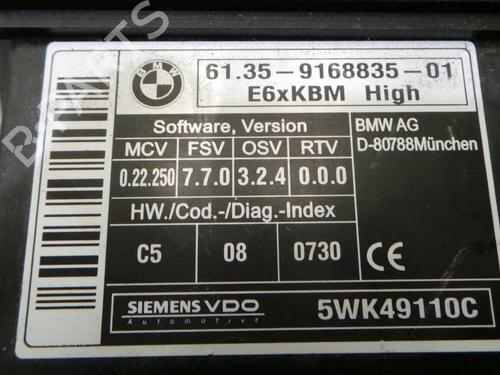 BMW
61.35-9168835-01
E6xKBM High
Software, Version
MCV FSV OSV RTV
0.22.250 7.7.0 3.2.4 0.0.0
BMW AG
D-80788München
HW./Cod.-/Diag.-Index
C5 08 0730
SIEMENS VDO
Automotive
5WK49110C